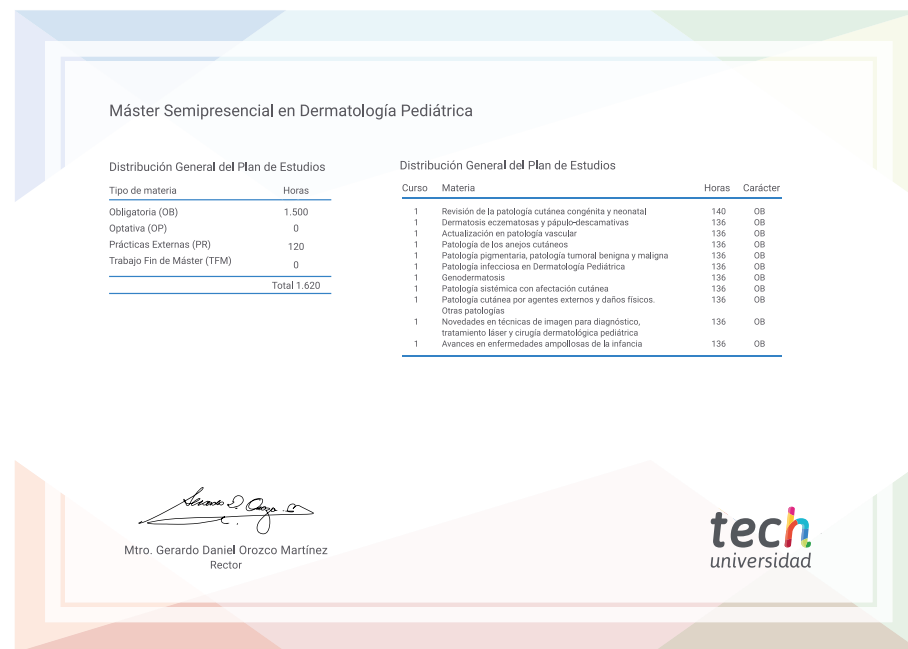 Máster Semipresencial en Dermatología Pediátrica
Distribución General del Plan de Estudios
Tipo de materia Horas
Obligatoria (OB) 1.500
Optativa (OP) 0
Prácticas Externas (PR) 120
Trabajo Fin de Máster (TFM) 0
Total 1.620
Distribución General del Plan de Estudios
Curso Materia Horas Carácter
1 Revisión de la patología cutánea congénita y neonatal 140 OB
1 Dermatosis eczematosas y pápulo-descamativas 136 OB
1 Actualización en patología vascular 136 OB
1 Patología de los anejos cutáneos 136 OB
1 Patología pigmentaria, patología tumoral benigna y maligna 136 OB
1 Patología infecciosa en Dermatología Pediátrica 136 OB
1 Genodermatosis 136 OB
1 Patología sistémica con afectación cutánea 136 OB
1 Patología cutánea por agentes externos y daños físicos. 136 OB
Otras patologías
1 Novedades en técnicas de imagen para diagnóstico, 136 OB
tratamiento láser y cirugía dermatológica pediátrica
1 Avances en enfermedades ampollosas de la infancia 136 OB
Mtro. Gerardo Daniel Orozco Martínez
Rector
tech
universidad